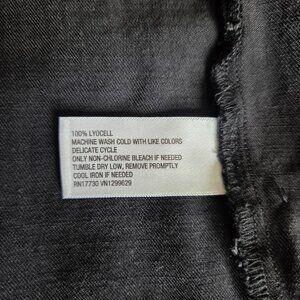 100% LYOCELL
MACHINE WASH COLD WITH LIKE COLORS
DELICATE CYCLE
ONLY NON-CHLORINE BLEACH IF NEEDED
TUMBLE DRY LOW, REMOVE PROMPTLY
COOL IRON IF NEEDED
RN17730 VN1299629